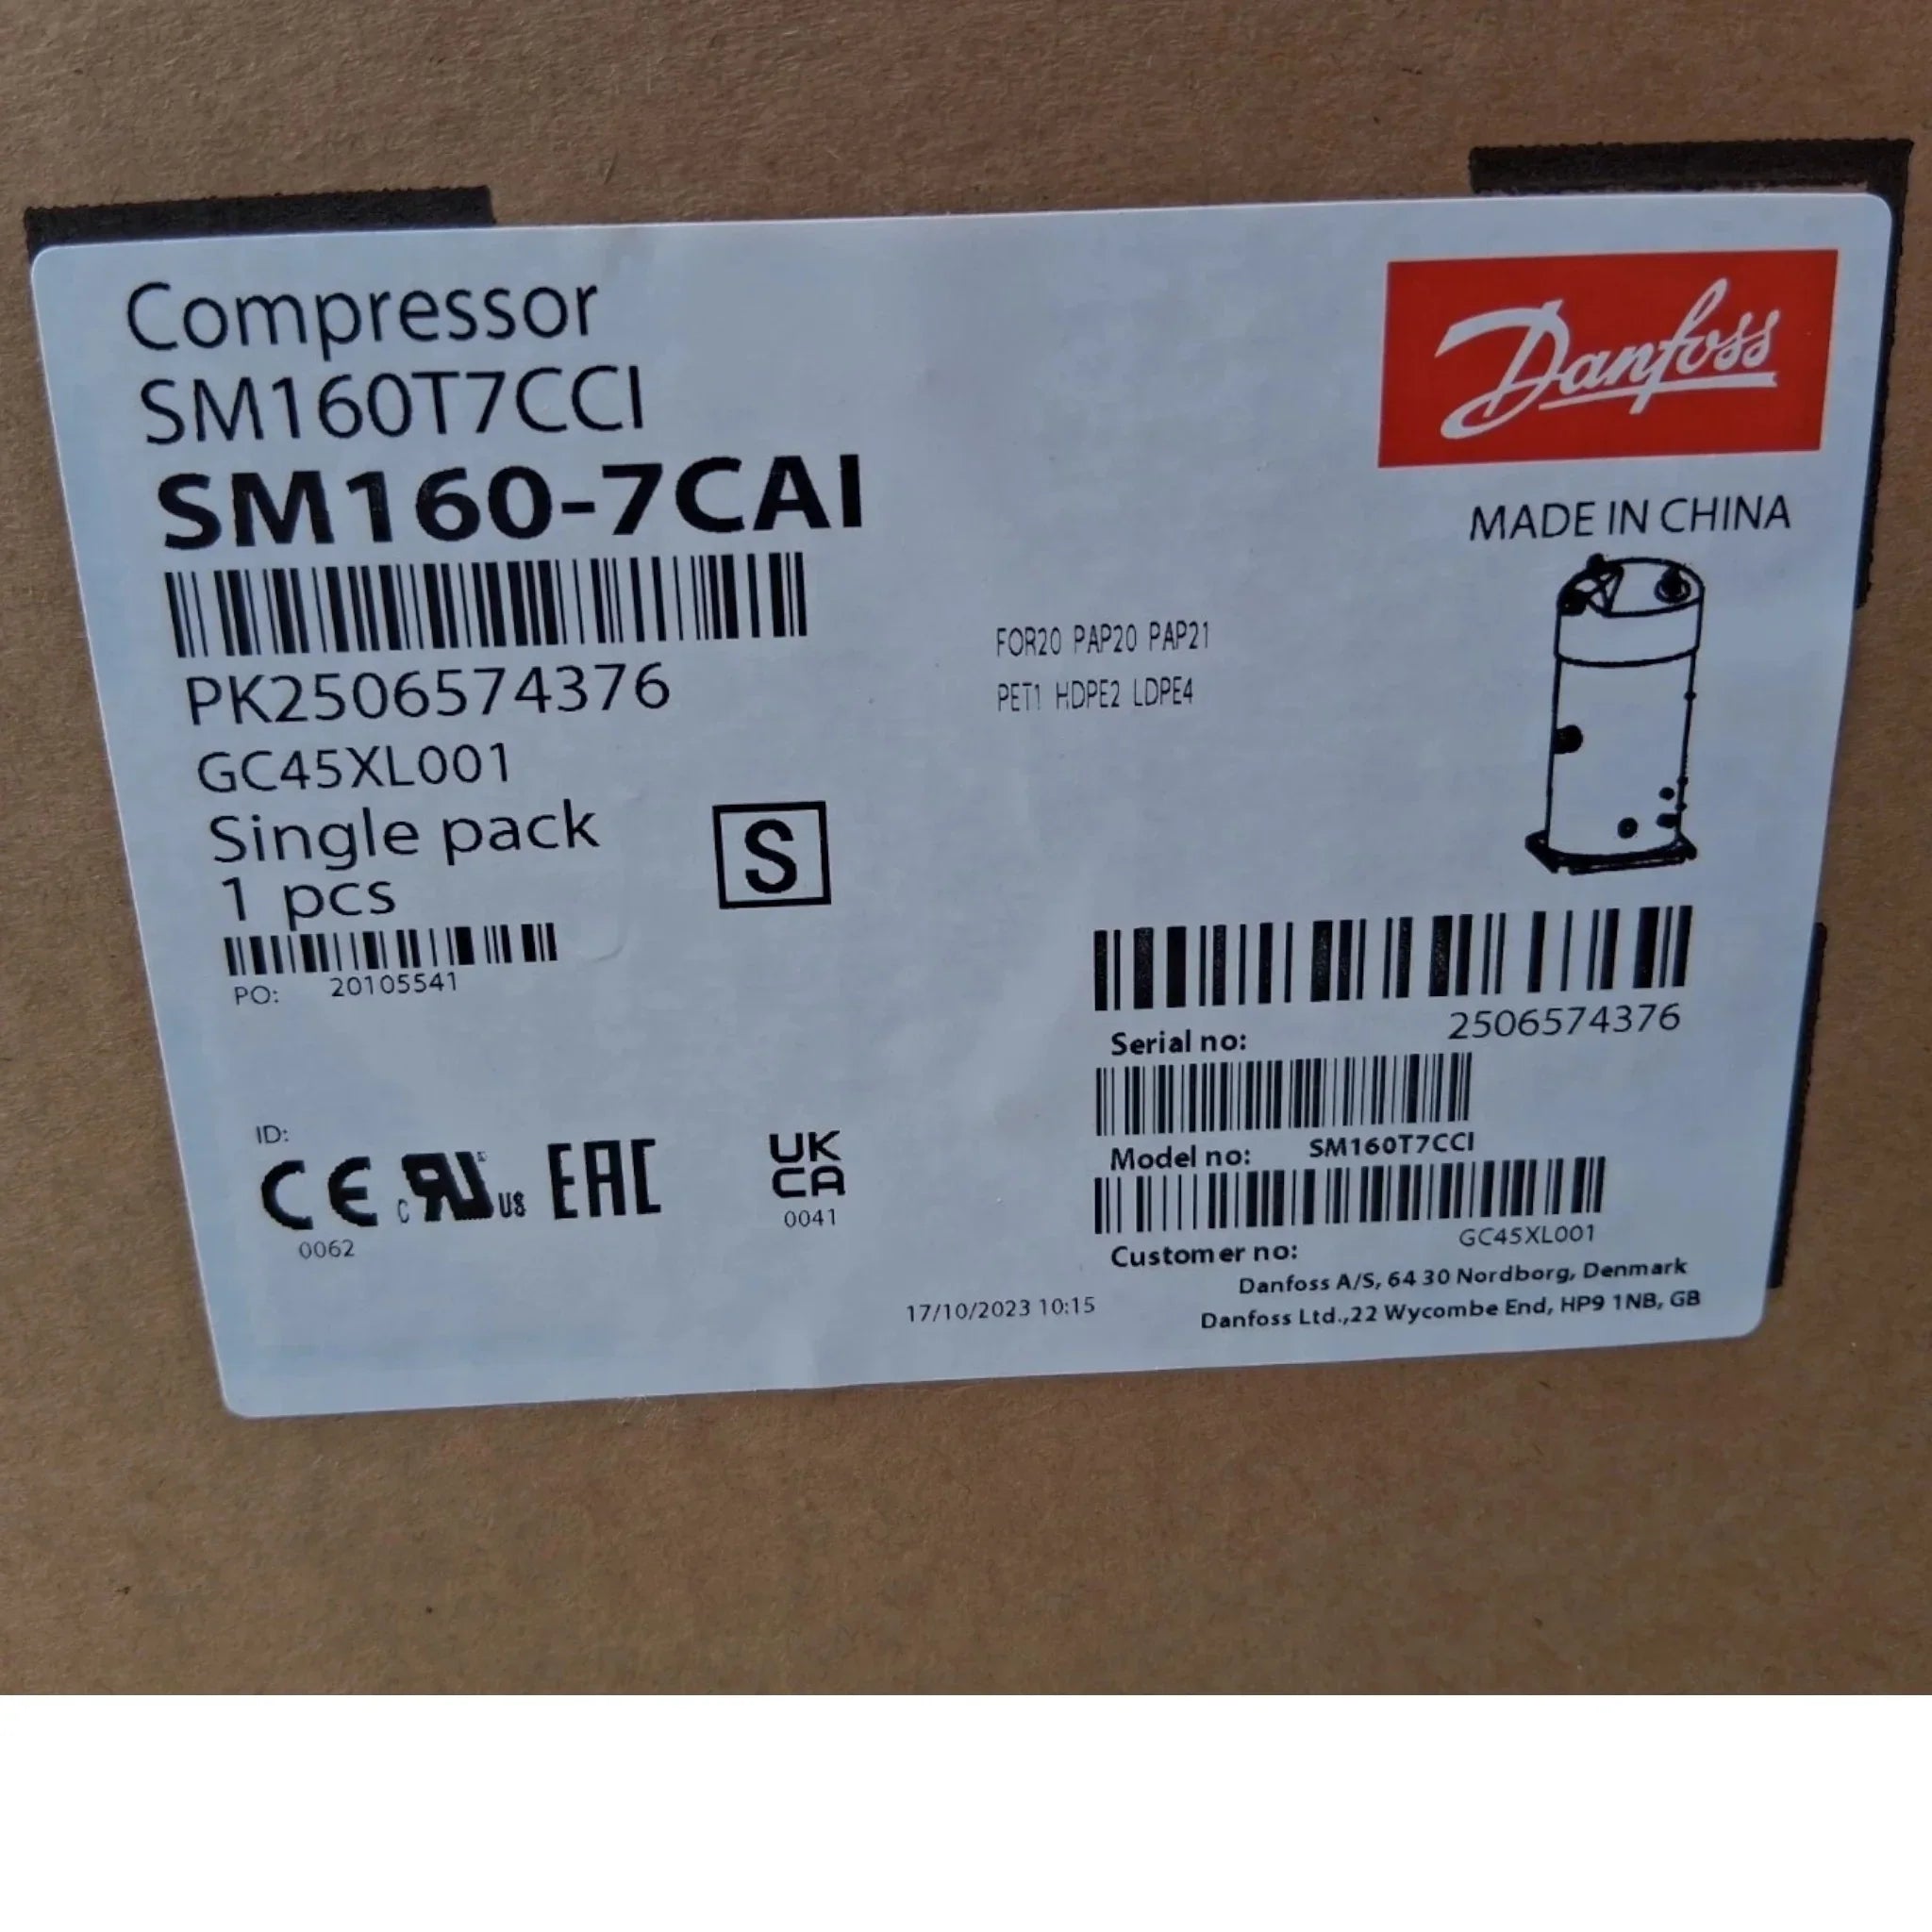 Compressor
SM160T7CCI
SM160-7CAI
PK2506574376
GC45XL001
Single pack
1 pcs
S
PO: 20105541
Danfoss
MADE IN CHINA
FOR20 PAP20 PAP21
PET1 HDPE2 LDPE4
2506574376
Serial no:
Model no: SM160T7CCI
GC45XL001
Customer no:
ID:
CE c RU us EAC UK CA
0062 0041
17/10/2023 10:15
Danfoss A/S, 64 30 Nordborg, Denmark
Danfoss Ltd.,22 Wycombe End, HP9 1NB, GB